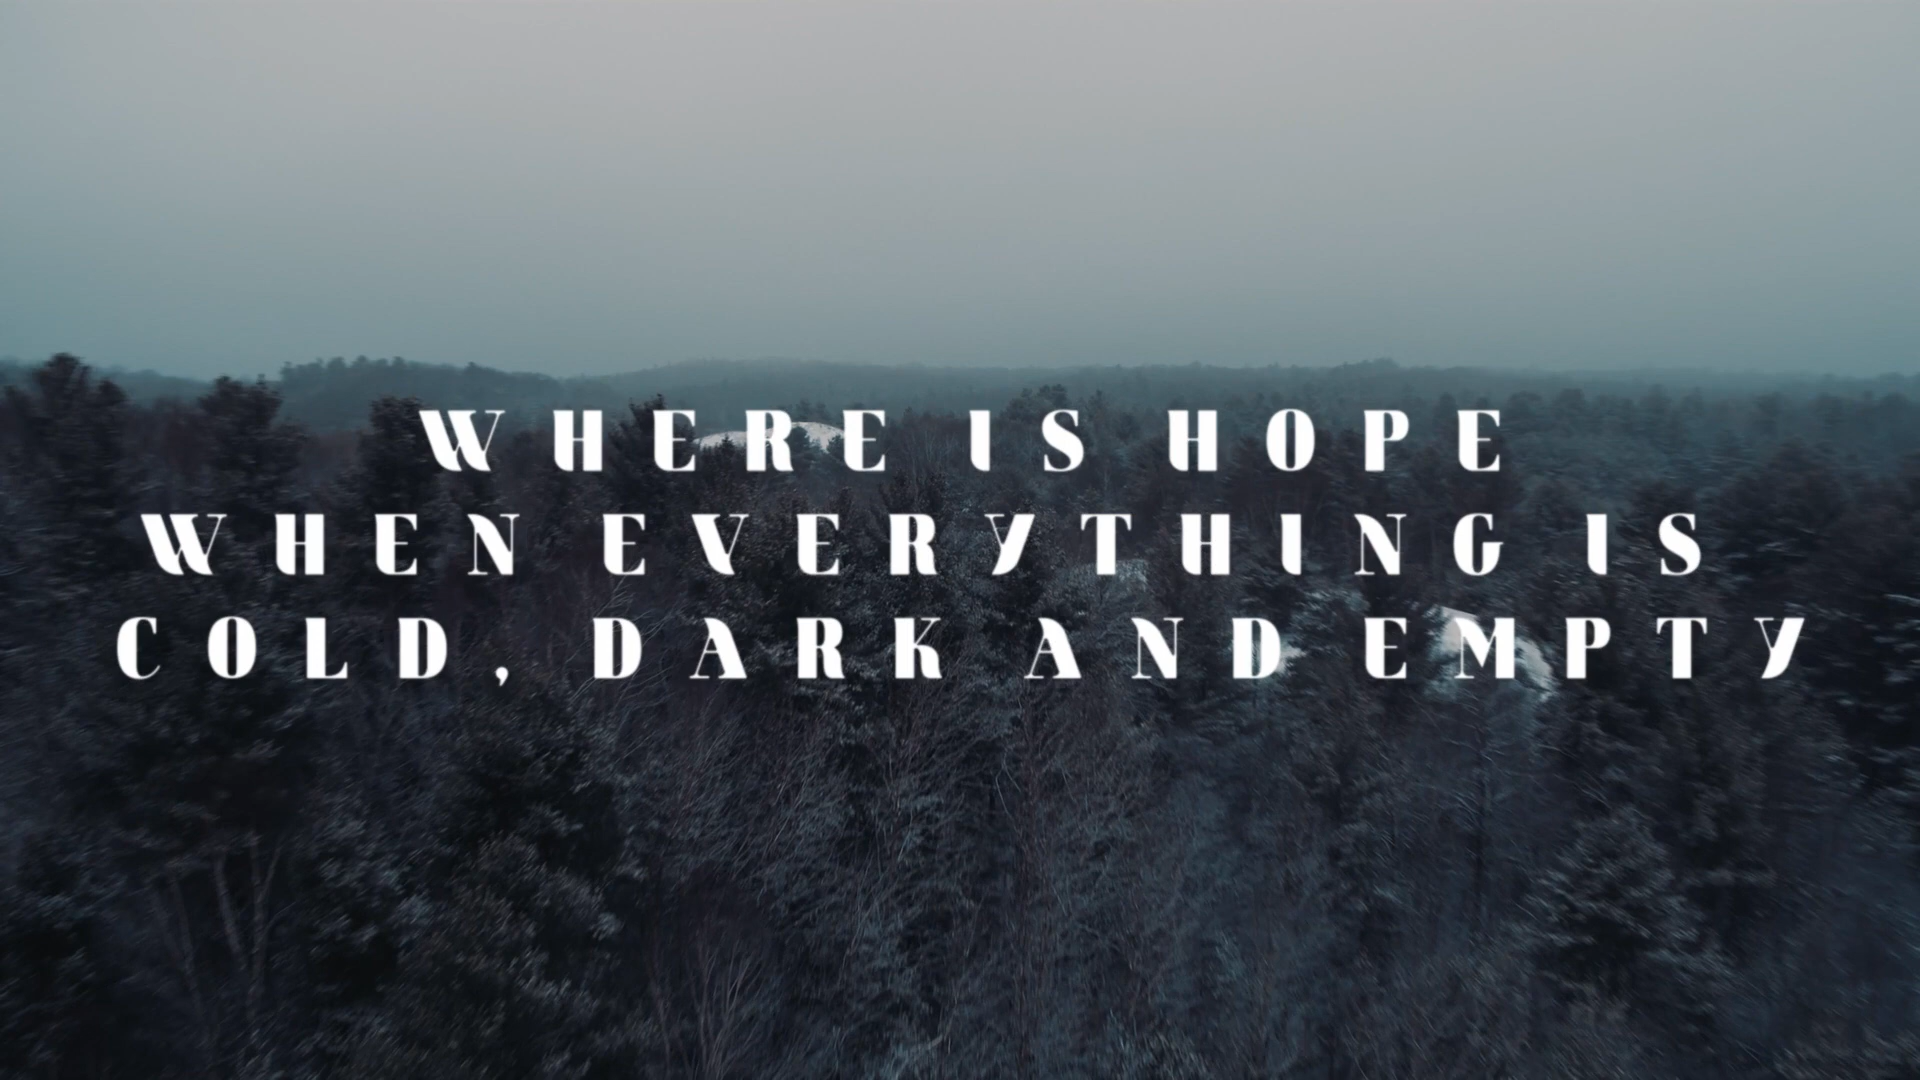 WHERE IS HOPE
WHEN EVERYTHING IS
COLD, DARK AND EMPTY